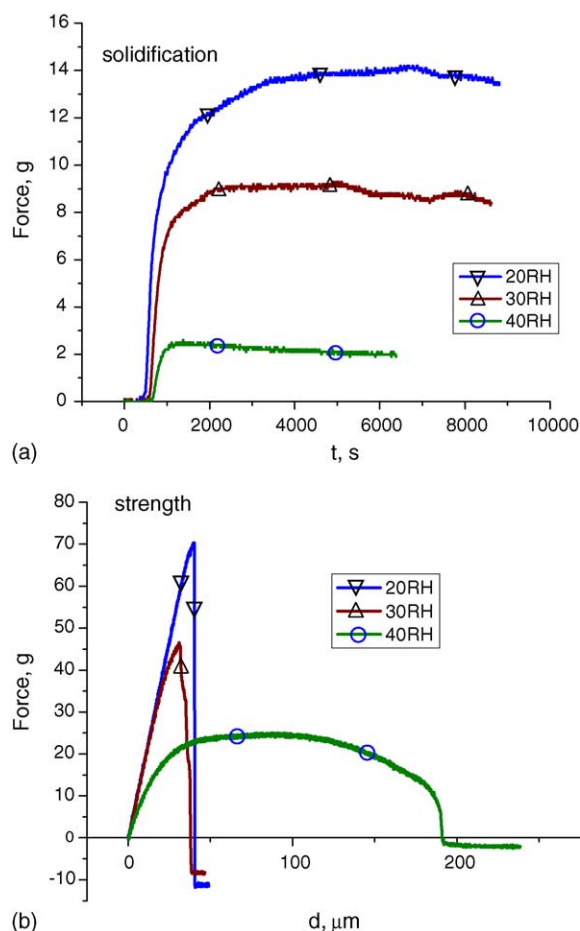 16
solidification
14
12
10
8
6
4
2
0
Force, g
20RH
30RH
40RH
0 2000 4000 6000 8000 10000
(a)
t, s
80
strength
70
60
50
40
30
20
10
0
-10
Force, g
20RH
30RH
40RH
0 100 200
(b)
d, μm